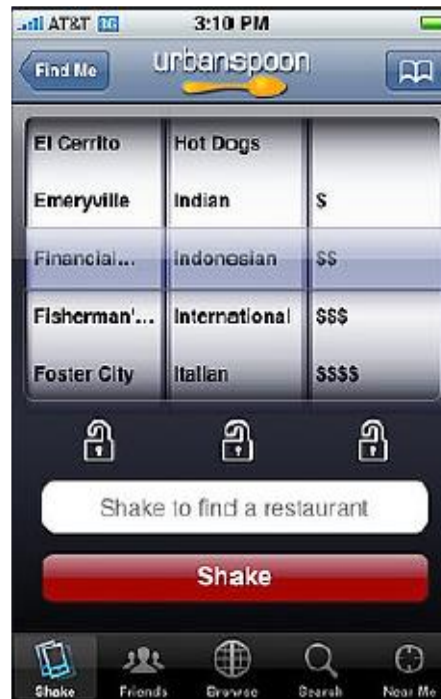 AT&T 3G 3:10 PM
Find Me urbanspoon
El Cerrito Hot Dogs
Emeryville Indian $
Financial... Indonesian $$
Fisherman'... International $$$
Foster City Italian $$$$
Shake to find a restaurant
Shake
Shake Friends Browse Search Near Me